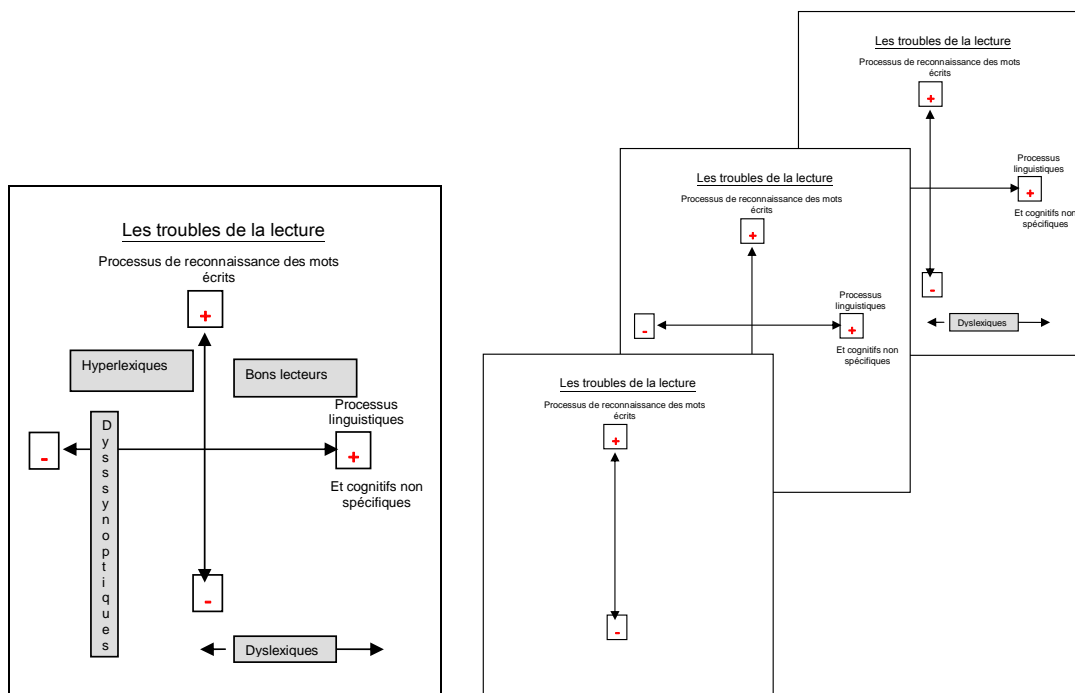 Les troubles de la lecture
Processus de reconnaissance des mots
écrits
+
Hyperlexiques
Bons lecteurs
Processus
linguistiques
-
+
Et cognitifs non
spécifiques
Dysssynoptiques
-
Dyslexiques
Les troubles de la lecture
Processus de reconnaissance des mots
écrits
+
-
Les troubles de la lecture
Processus de reconnaissance des mots
écrits
+
Processus
linguistiques
-
+
Et cognitifs non
spécifiques
Les troubles de la lecture
Processus de reconnaissance des mots
écrits
+
Processus
linguistiques
+
Et cognitifs non
spécifiques
-
Dyslexiques